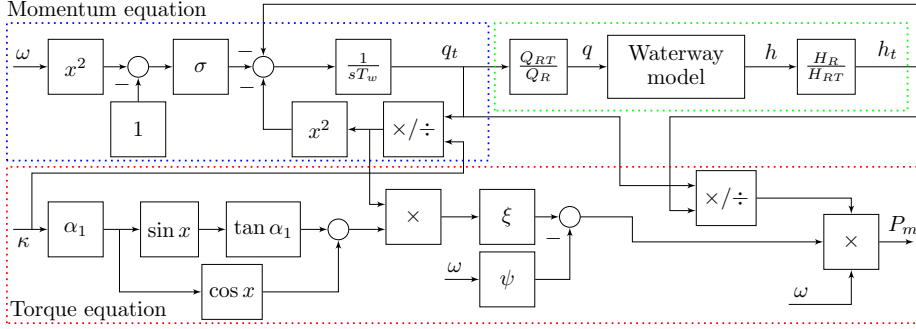 Momentum equation
ω x² − σ − − 1/(sT_w) q_t Q_RT/Q_R q Waterway model h H_R/H_RT h_t
1 x² ×/÷
κ α₁ sin x tan α₁ × ξ − ×/÷ × P_m
cos x ω ψ ω
Torque equation